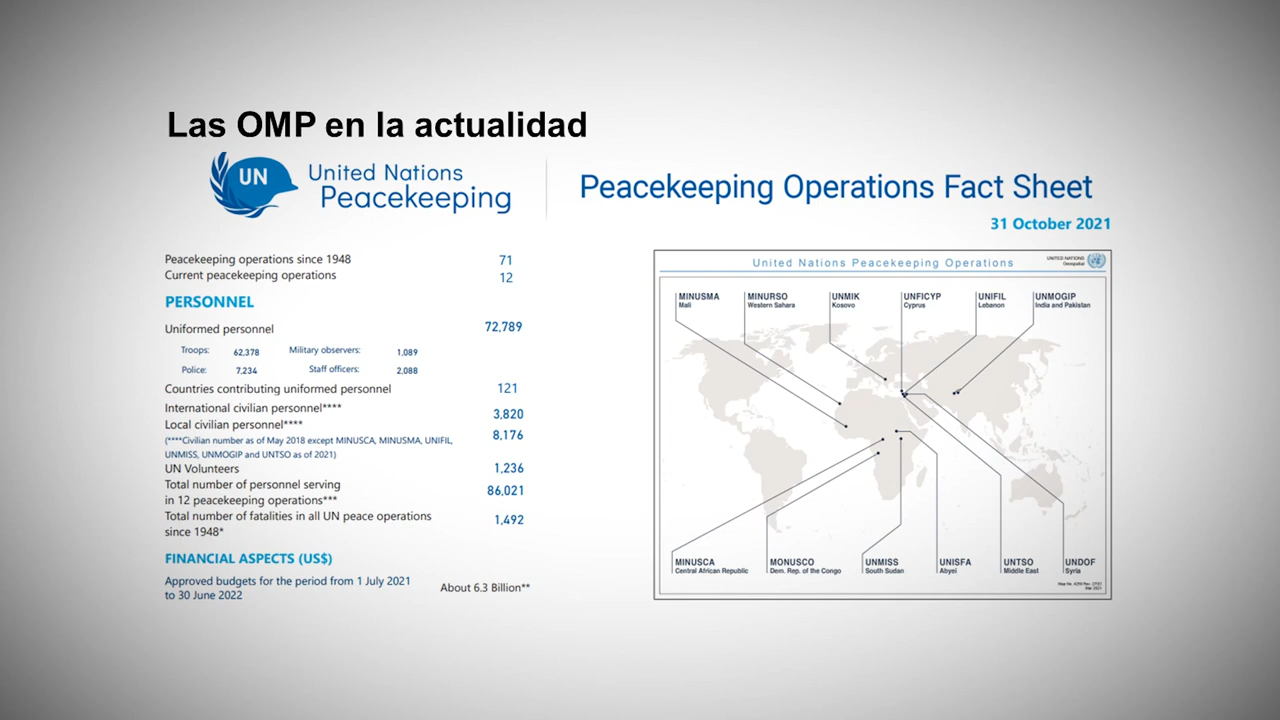 Las OMP en la actualidad
UN
United Nations
Peacekeeping
Peacekeeping Operations Fact Sheet
31 October 2021
Peacekeeping operations since 1948 71
Current peacekeeping operations 12
PERSONNEL
Uniformed personnel 72,789
Troops: 62,378 Military observers: 1,089
Police: 7,234 Staff officers: 2,088
Countries contributing uniformed personnel 121
International civilian personnel**** 3,820
Local civilian personnel**** 8,176
(****Civilian number as of May 2018 except MINUSCA, MINUSMA, UNIFIL,
UNMISS, UNMOGIP and UNTSO as of 2021)
UN Volunteers 1,236
Total number of personnel serving
in 12 peacekeeping operations*** 86,021
Total number of fatalities in all UN peace operations
since 1948* 1,492
FINANCIAL ASPECTS (US$)
Approved budgets for the period from 1 July 2021
to 30 June 2022 About 6.3 Billion**
United Nations Peacekeeping Operations
UNITED NATIONS
Geospatial
MINUSMA
Mali
MINURSO
Western Sahara
UNMIK
Kosovo
UNFICYP
Cyprus
UNIFIL
Lebanon
UNMOGIP
India and Pakistan
MINUSCA
Central African Republic
MONUSCO
Dem. Rep. of the Congo
UNMISS
South Sudan
UNISFA
Abyei
UNTSO
Middle East
UNDOF
Syria